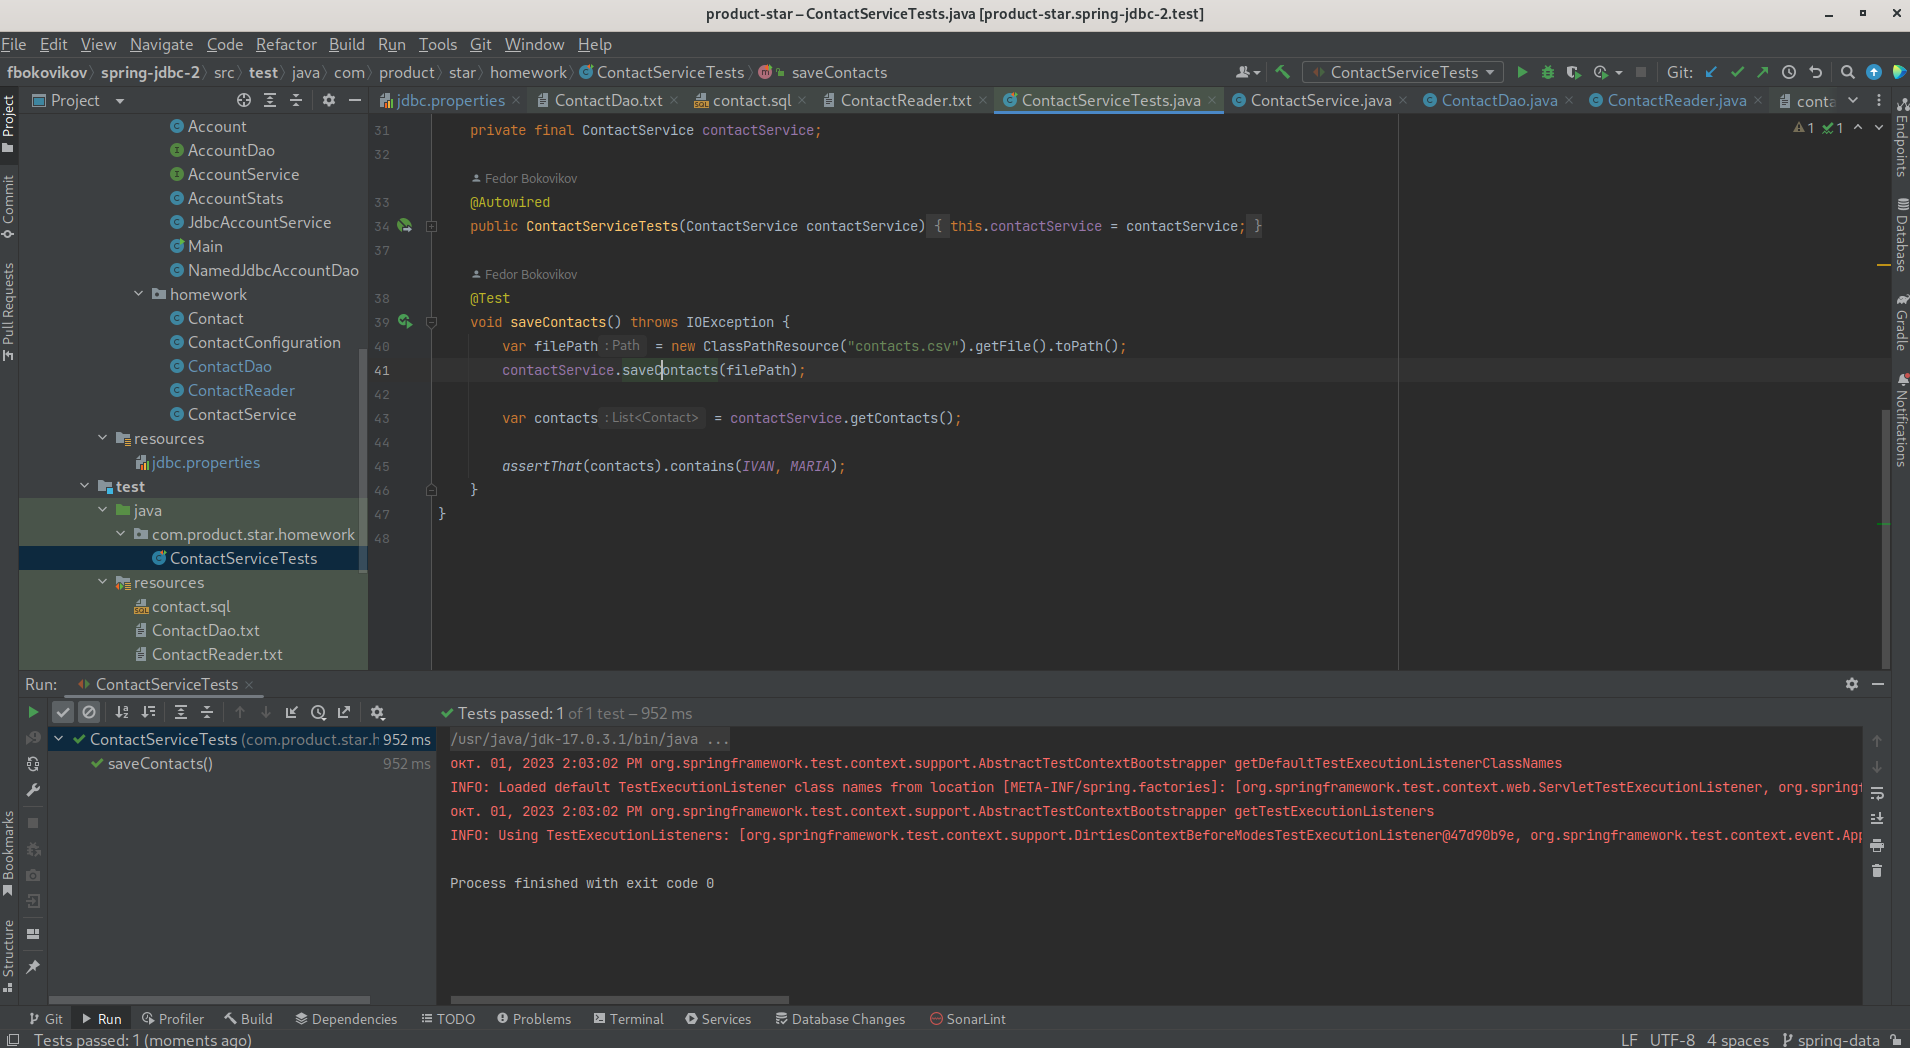 product-star – ContactServiceTests.java [product-star.spring-jdbc-2.test]
File Edit View Navigate Code Refactor Build Run Tools Git Window Help
fbokovikov spring-jdbc-2 src test java com product star homework ContactServiceTests saveContacts
ContactServiceTests Git:
Project
jdbc.properties ContactDao.txt contact.sql ContactReader.txt ContactServiceTests.java ContactService.java ContactDao.java ContactReader.java conta
Project
Commit
Pull Requests
Bookmarks
Structure
Account
AccountDao
AccountService
AccountStats
JdbcAccountService
Main
NamedJdbcAccountDao
homework
Contact
ContactConfiguration
ContactDao
ContactReader
ContactService
resources
jdbc.properties
test
java
com.product.star.homework
ContactServiceTests
resources
contact.sql
ContactDao.txt
ContactReader.txt
1 1
31 private final ContactService contactService;
32
Fedor Bokovikov
33 @Autowired
34 public ContactServiceTests(ContactService contactService) { this.contactService = contactService; }
37
Fedor Bokovikov
38 @Test
39 void saveContacts() throws IOException {
40 var filePath : Path = new ClassPathResource("contacts.csv").getFile().toPath();
41 contactService.saveContacts(filePath);
42
43 var contacts : List<Contact> = contactService.getContacts();
44
45 assertThat(contacts).contains(IVAN, MARIA);
46 }
47 }
48
Endpoints
Database
Gradle
Notifications
Run: ContactServiceTests
Tests passed: 1 of 1 test – 952 ms
ContactServiceTests (com.product.star.h 952 ms
saveContacts() 952 ms
/usr/java/jdk-17.0.3.1/bin/java ...
окт. 01, 2023 2:03:02 PM org.springframework.test.context.support.AbstractTestContextBootstrapper getDefaultTestExecutionListenerClassNames
INFO: Loaded default TestExecutionListener class names from location [META-INF/spring.factories]: [org.springframework.test.context.web.ServletTestExecutionListener, org.spring
окт. 01, 2023 2:03:02 PM org.springframework.test.context.support.AbstractTestContextBootstrapper getTestExecutionListeners
INFO: Using TestExecutionListeners: [org.springframework.test.context.support.DirtiesContextBeforeModesTestExecutionListener@47d90b9e, org.springframework.test.context.event.App
Process finished with exit code 0
Git Run Profiler Build Dependencies TODO Problems Terminal Services Database Changes SonarLint
Tests passed: 1 (moments ago) LF UTF-8 4 spaces spring-data